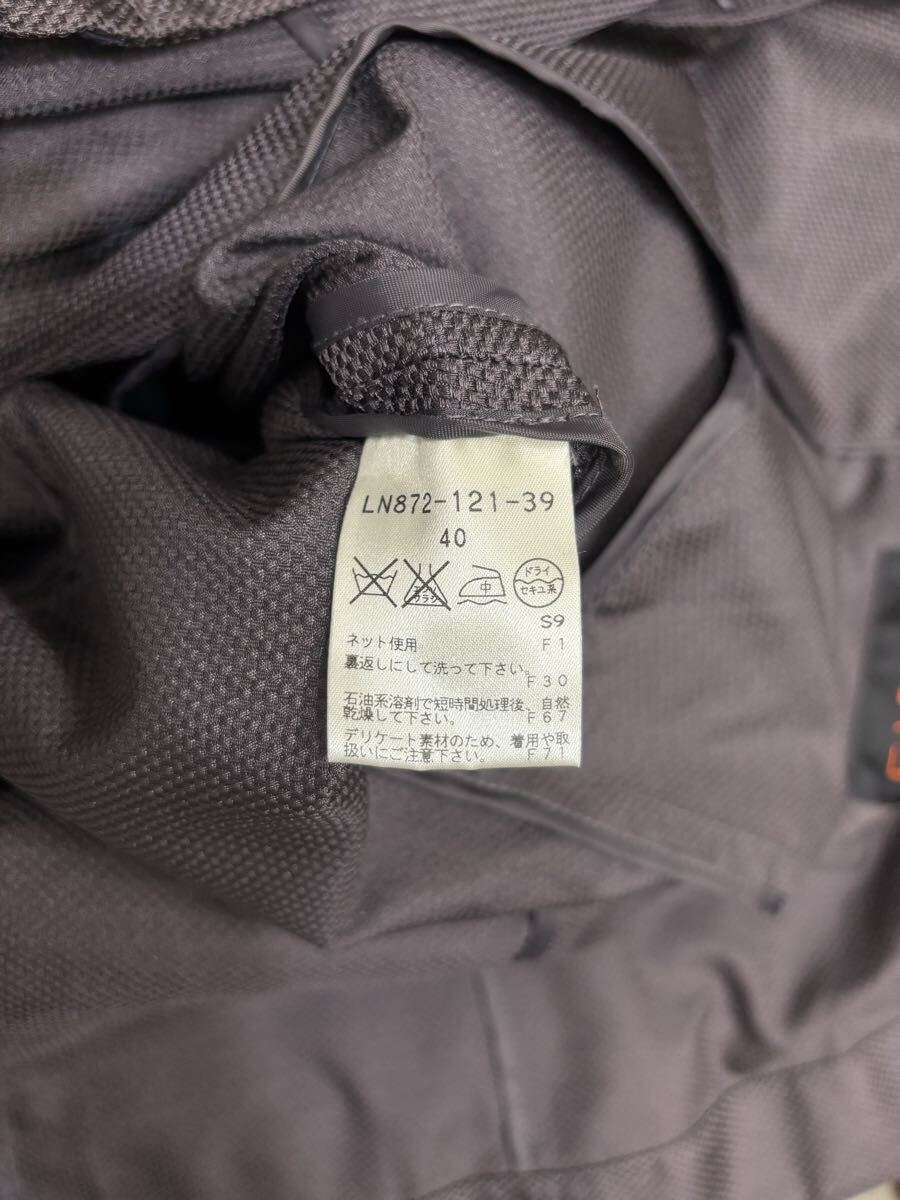 LN872-121-39
40
中
ドライ
セキユ系
S9
ネット使用 F1
裏返しにして洗って下さい。
F30
石油系溶剤で短時間処理後、自然
乾燥して下さい。 F67
デリケート素材のため、着用や取
扱いにご注意下さい。 F71